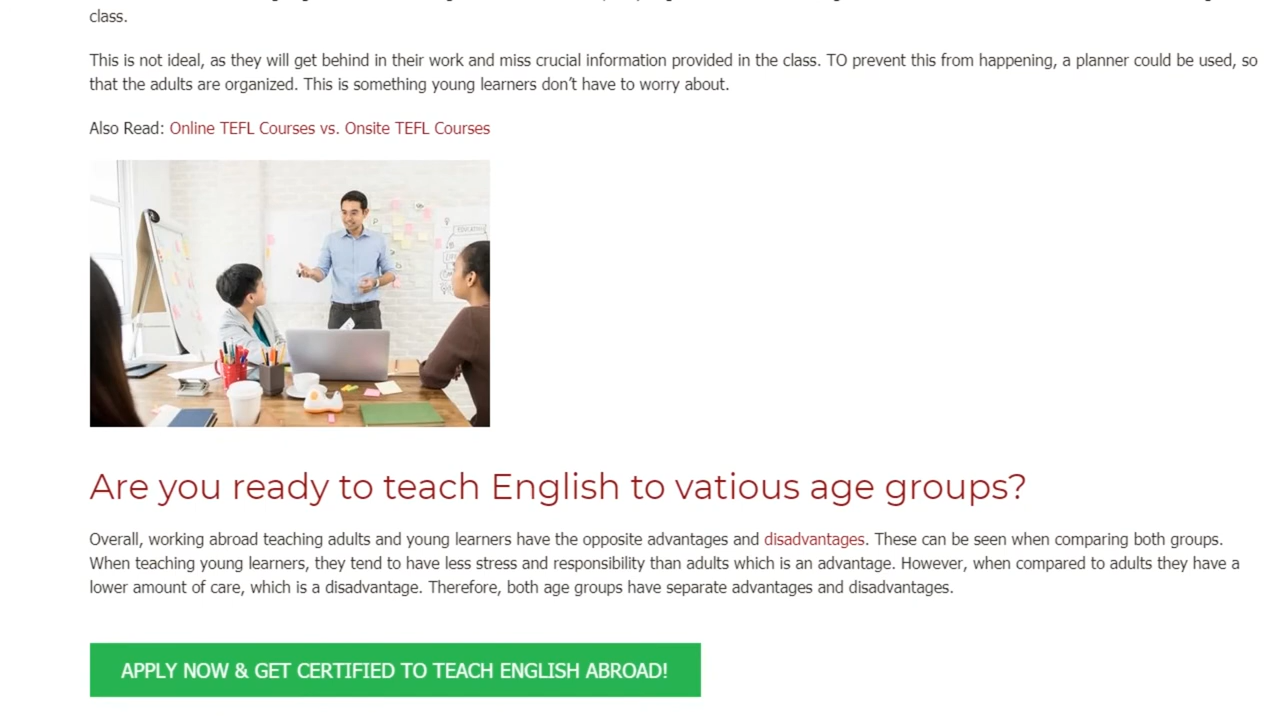 class.
This is not ideal, as they will get behind in their work and miss crucial information provided in the class. TO prevent this from happening, a planner could be used, so
that the adults are organized. This is something young learners don’t have to worry about.
Also Read: Online TEFL Courses vs. Onsite TEFL Courses
Are you ready to teach English to vatious age groups?
Overall, working abroad teaching adults and young learners have the opposite advantages and disadvantages. These can be seen when comparing both groups.
When teaching young learners, they tend to have less stress and responsibility than adults which is an advantage. However, when compared to adults they have a
lower amount of care, which is a disadvantage. Therefore, both age groups have separate advantages and disadvantages.
APPLY NOW & GET CERTIFIED TO TEACH ENGLISH ABROAD!